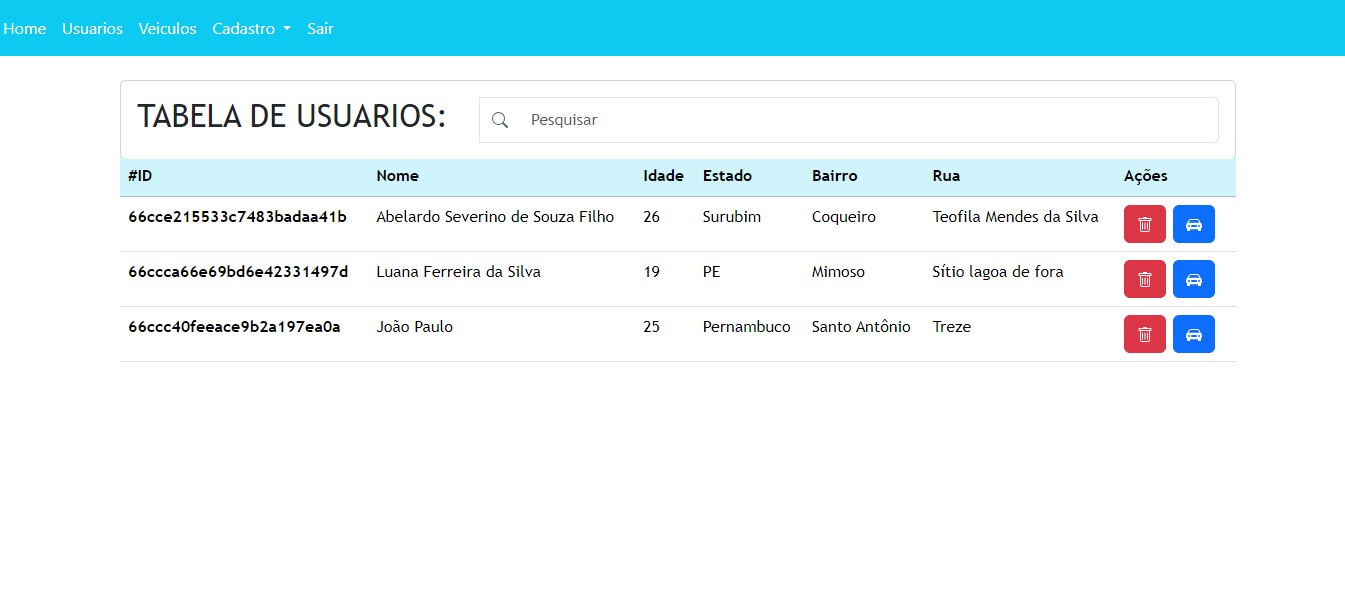 Home Usuarios Veiculos Cadastro Sair
TABELA DE USUARIOS: Pesquisar
#ID Nome Idade Estado Bairro Rua Ações
66cce215533c7483badaa41b Abelardo Severino de Souza Filho 26 Surubim Coqueiro Teofila Mendes da Silva
66ccca66e69bd6e42331497d Luana Ferreira da Silva 19 PE Mimoso Sítio lagoa de fora
66ccc40feeace9b2a197ea0a João Paulo 25 Pernambuco Santo Antônio Treze